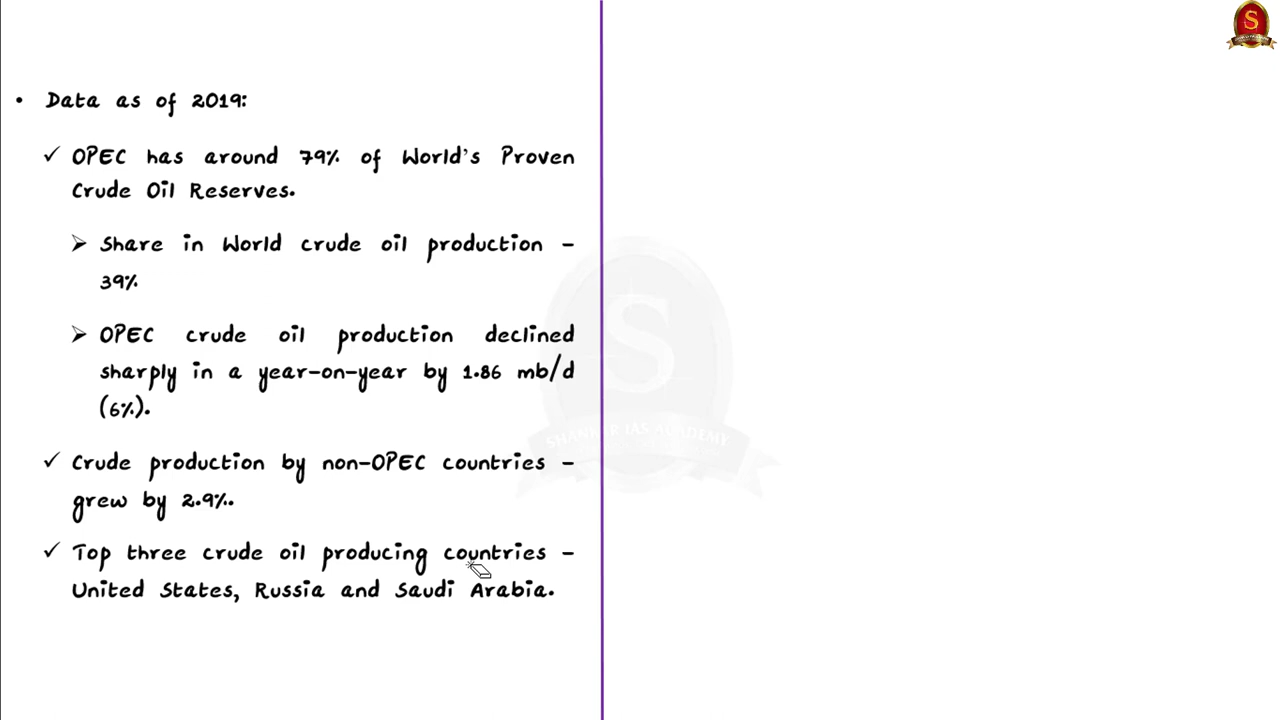 • Data as of 2019:
✓ OPEC has around 79% of World's Proven
Crude Oil Reserves.
➢ Share in World crude oil production –
39%
➢ OPEC crude oil production declined
sharply in a year-on-year by 1.86 mb/d
(6%).
✓ Crude production by non-OPEC countries –
grew by 2.9%.
✓ Top three crude oil producing countries –
United States, Russia and Saudi Arabia.
S
SHANKAR IAS ACADEMY
S